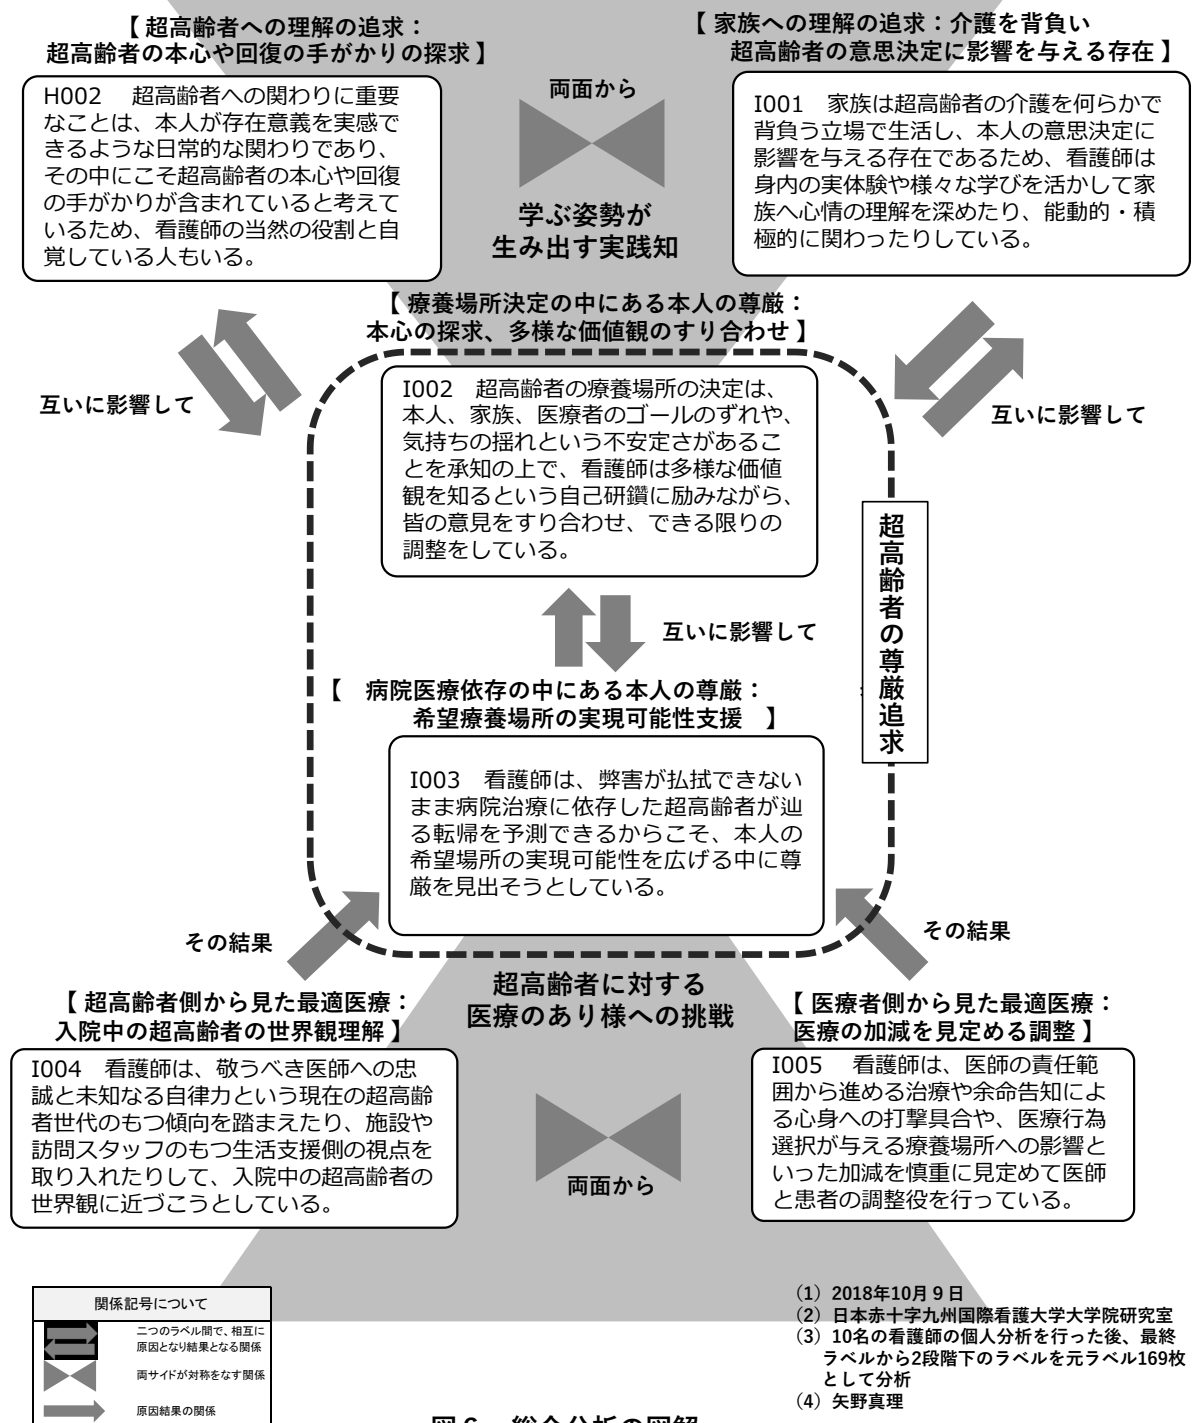 【 超高齢者への理解の追求：
超高齢者の本心や回復の手がかりの探求 】
【 家族への理解の追求：介護を背負い
超高齢者の意思決定に影響を与える存在 】
H002　超高齢者への関わりに重要
なことは、本人が存在意義を実感で
きるような日常的な関わりであり、
その中にこそ超高齢者の本心や回復
の手がかりが含まれていると考えて
いるため、看護師の当然の役割と自
覚している人もいる。
両面から
学ぶ姿勢が
生み出す実践知
I001　家族は超高齢者の介護を何らかで
背負う立場で生活し、本人の意思決定に
影響を与える存在であるため、看護師は
身内の実体験や様々な学びを活かして家
族へ心情の理解を深めたり、能動的・積
極的に関わったりしている。
【 療養場所決定の中にある本人の尊厳：
本心の探求、多様な価値観のすり合わせ 】
互いに影響して
互いに影響して
I002　超高齢者の療養場所の決定は、
本人、家族、医療者のゴールのずれや、
気持ちの揺れという不安定さがあるこ
とを承知の上で、看護師は多様な価値
観を知るという自己研鑽に励みながら、
皆の意見をすり合わせ、できる限りの
調整をしている。
超高齢者の尊厳追求
互いに影響して
【　病院医療依存の中にある本人の尊厳：
希望療養場所の実現可能性支援　】
I003　看護師は、弊害が払拭できない
まま病院治療に依存した超高齢者が辿
る転帰を予測できるからこそ、本人の
希望場所の実現可能性を広げる中に尊
厳を見出そうとしている。
その結果
その結果
超高齢者に対する
医療のあり様への挑戦
【 超高齢者側から見た最適医療：
入院中の超高齢者の世界観理解 】
【 医療者側から見た最適医療：
医療の加減を見定める調整 】
I004　看護師は、敬うべき医師への忠
誠と未知なる自律力という現在の超高齢
者世代のもつ傾向を踏まえたり、施設や
訪問スタッフのもつ生活支援側の視点を
取り入れたりして、入院中の超高齢者の
世界観に近づこうとしている。
両面から
I005　看護師は、医師の責任範
囲から進める治療や余命告知によ
る心身への打撃具合や、医療行為
選択が与える療養場所への影響と
いった加減を慎重に見定めて医師
と患者の調整役を行っている。
関係記号について
二つのラベル間で、相互に
原因となり結果となる関係
両サイドが対称をなす関係
原因結果の関係
（1）2018年10月９日
（2）日本赤十字九州国際看護大学大学院研究室
（3）10名の看護師の個人分析を行った後、最終
ラベルから2段階下のラベルを元ラベル169枚
として分析
（4）矢野真理
図６　総合分析の図解